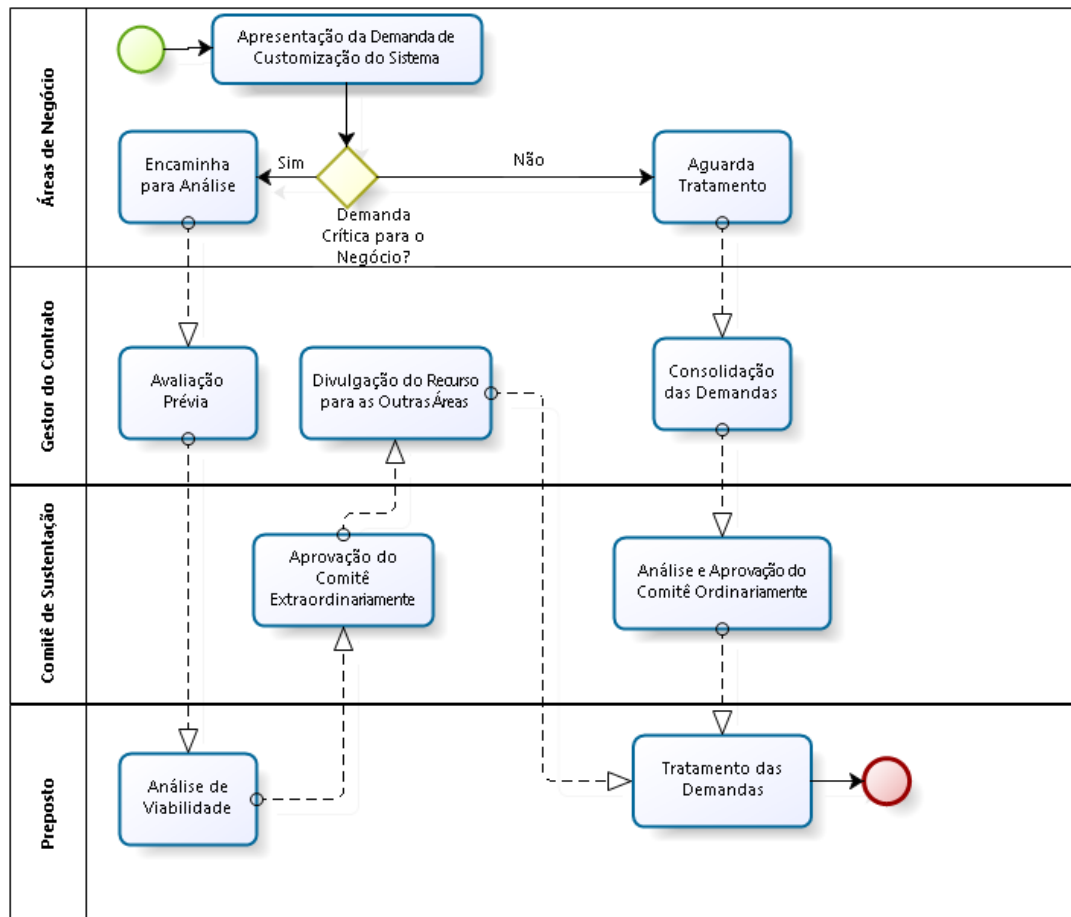 Áreas de Negócio
Apresentação da Demanda de
Customização do Sistema
Encaminha
para Análise
Sim
Demanda
Crítica para o
Negócio?
Não
Aguarda
Tratamento
Gestor do Contrato
Avaliação
Prévia
Divulgação do Recurso
para as Outras Áreas
Consolidação
das Demandas
Comitê de Sustentação
Aprovação do
Comitê
Extraordinariamente
Análise e Aprovação do
Comitê Ordinariamente
Preposto
Análise de
Viabilidade
Tratamento das
Demandas